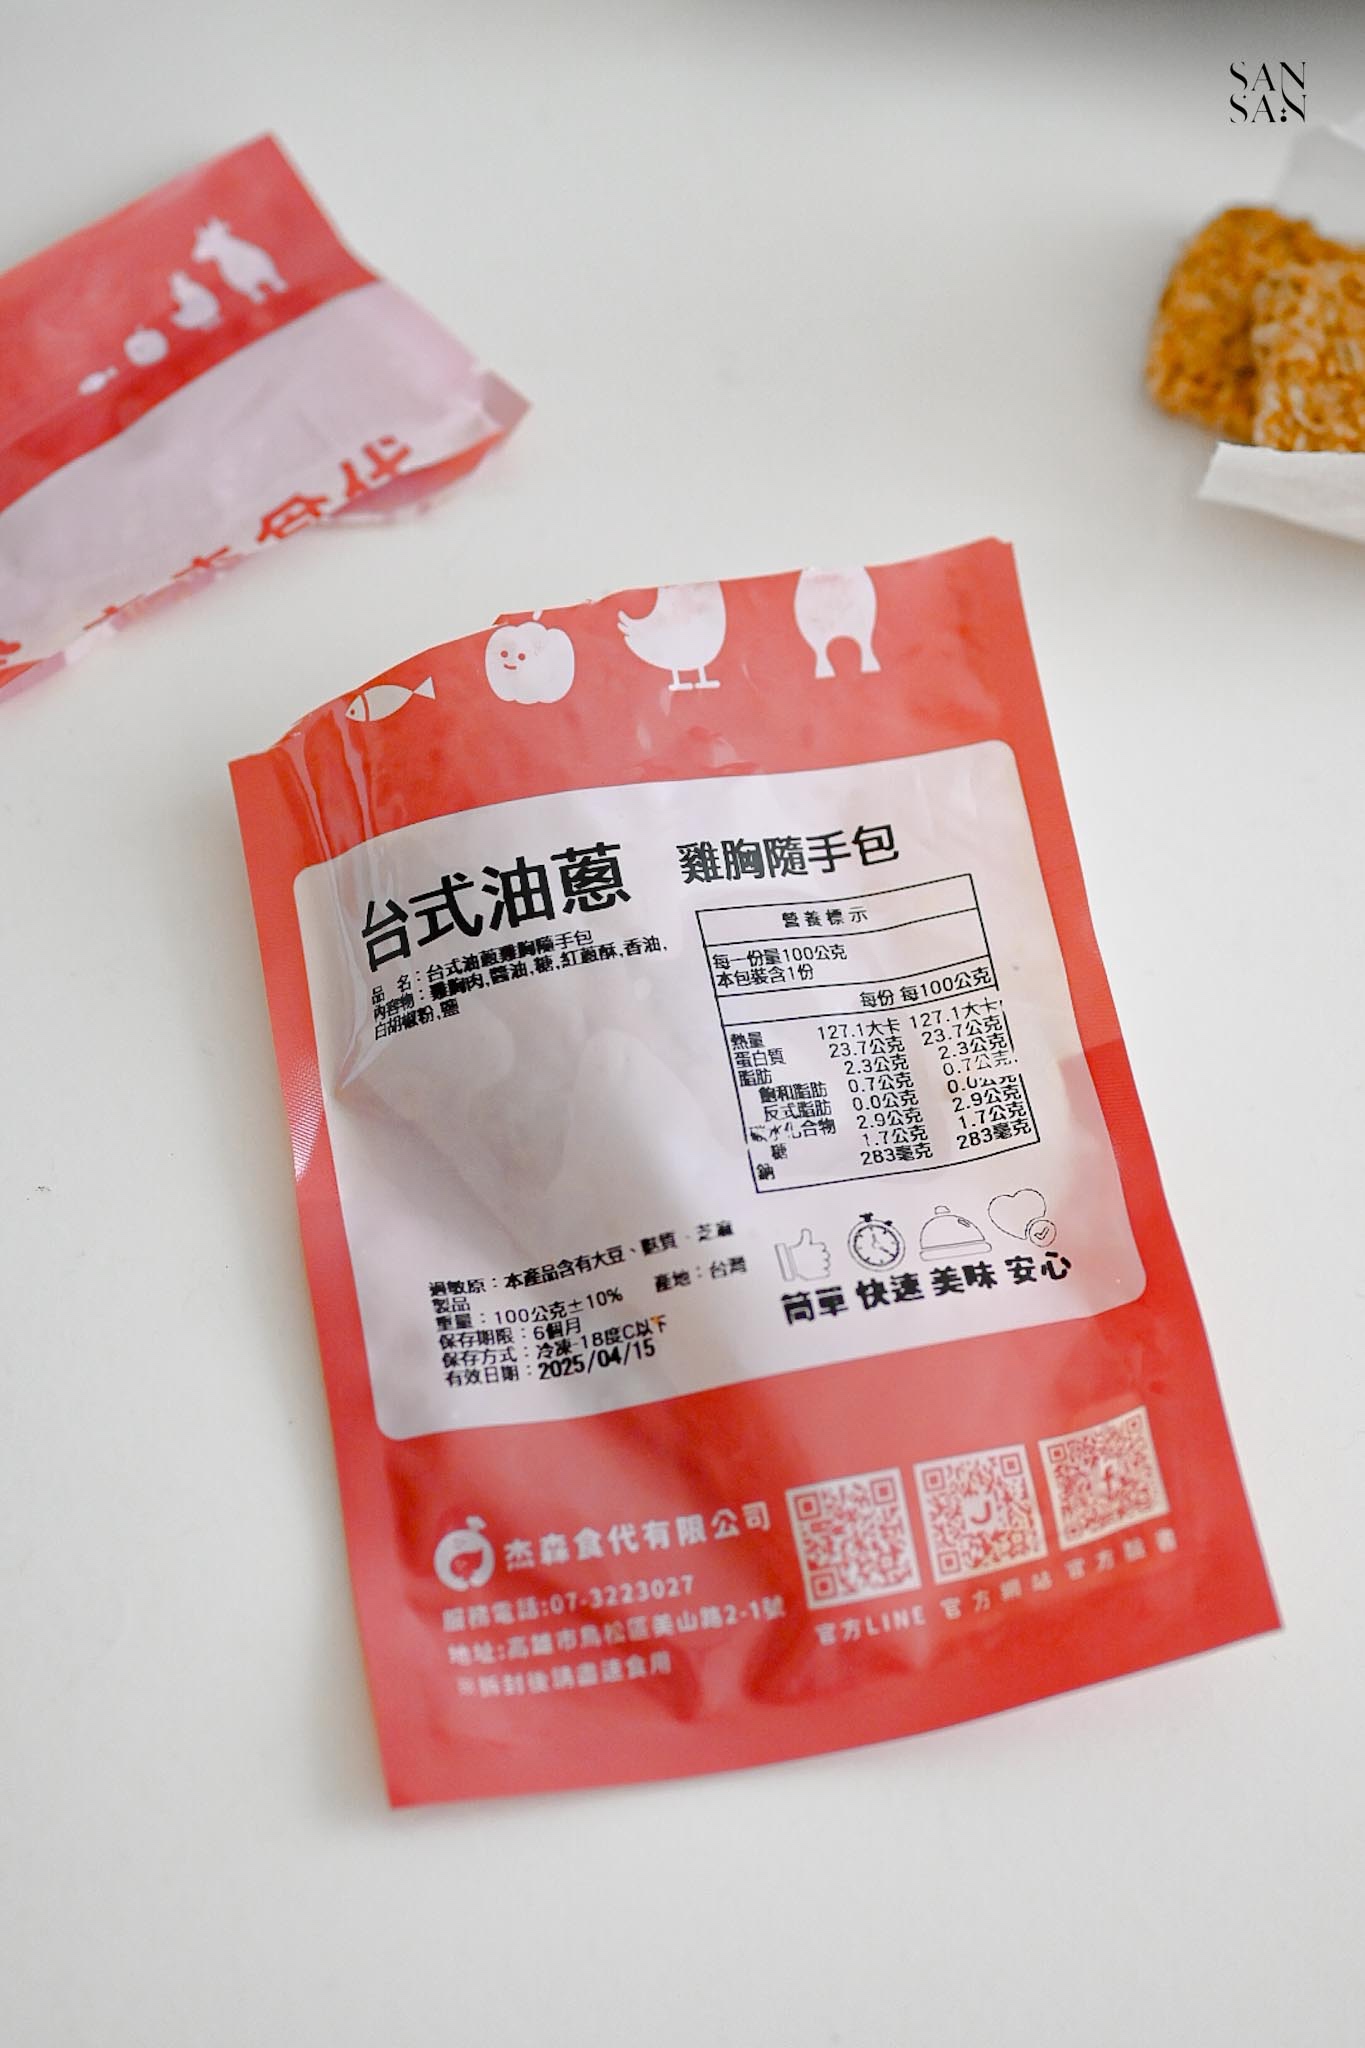 SAN
SAN
台式油蔥 雞胸隨手包
品 名：台式油蔥雞胸隨手包
內容物：雞胸肉,醬油,糖,紅蔥酥,香油,
白胡椒粉,鹽
營養標示
每一份量100公克
本包裝含1份
每份 每100公克
熱量 127.1大卡 127.1大卡
蛋白質 23.7公克 23.7公克
脂肪 2.3公克 2.3公克
飽和脂肪 0.7公克 0.7公克
反式脂肪 0.0公克 0.0公克
碳水化合物 2.9公克 2.9公克
糖 1.7公克 1.7公克
鈉 283毫克 283毫克
過敏原：本產品含有大豆、麩質、芝麻
製品
重量：100公克±10% 產地：台灣
保存期限：6個月
保存方式：冷凍-18度C以下
有效日期：2025/04/15
簡單 快速 美味 安心
杰森食代有限公司
服務電話:07-3223027
地址:高雄市鳥松區美山路2-1號
※拆封後請盡速食用
官方LINE 官方網站 官方臉書